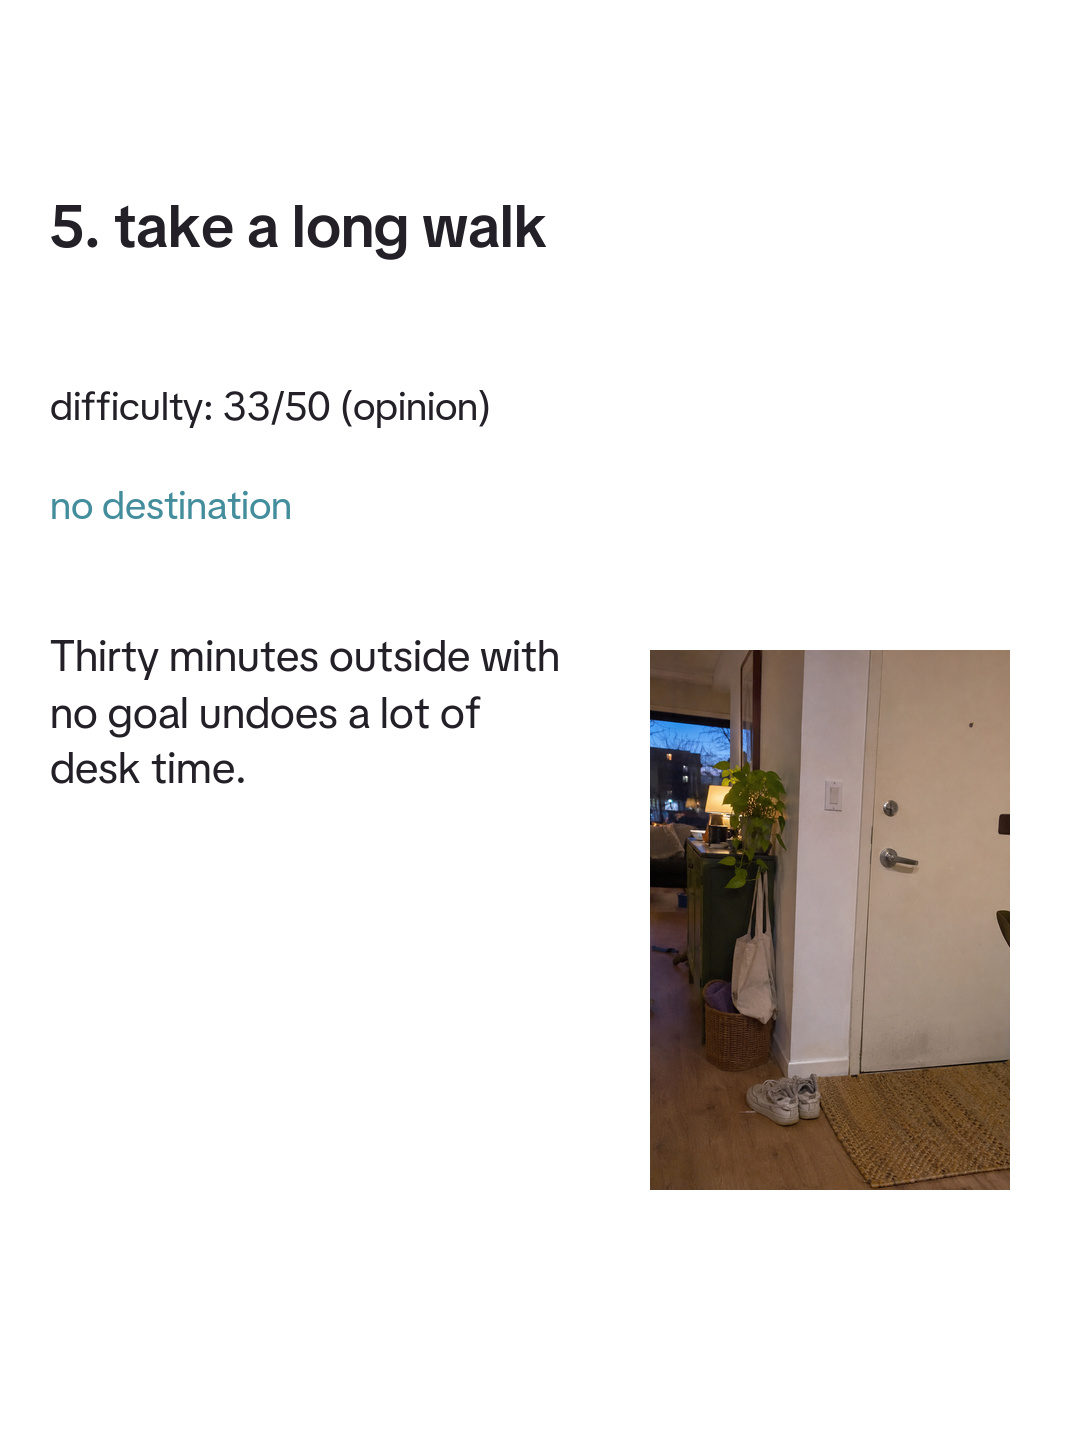 5. take a long walk
difficulty: 33/50 (opinion)
no destination
Thirty minutes outside with
no goal undoes a lot of
desk time.